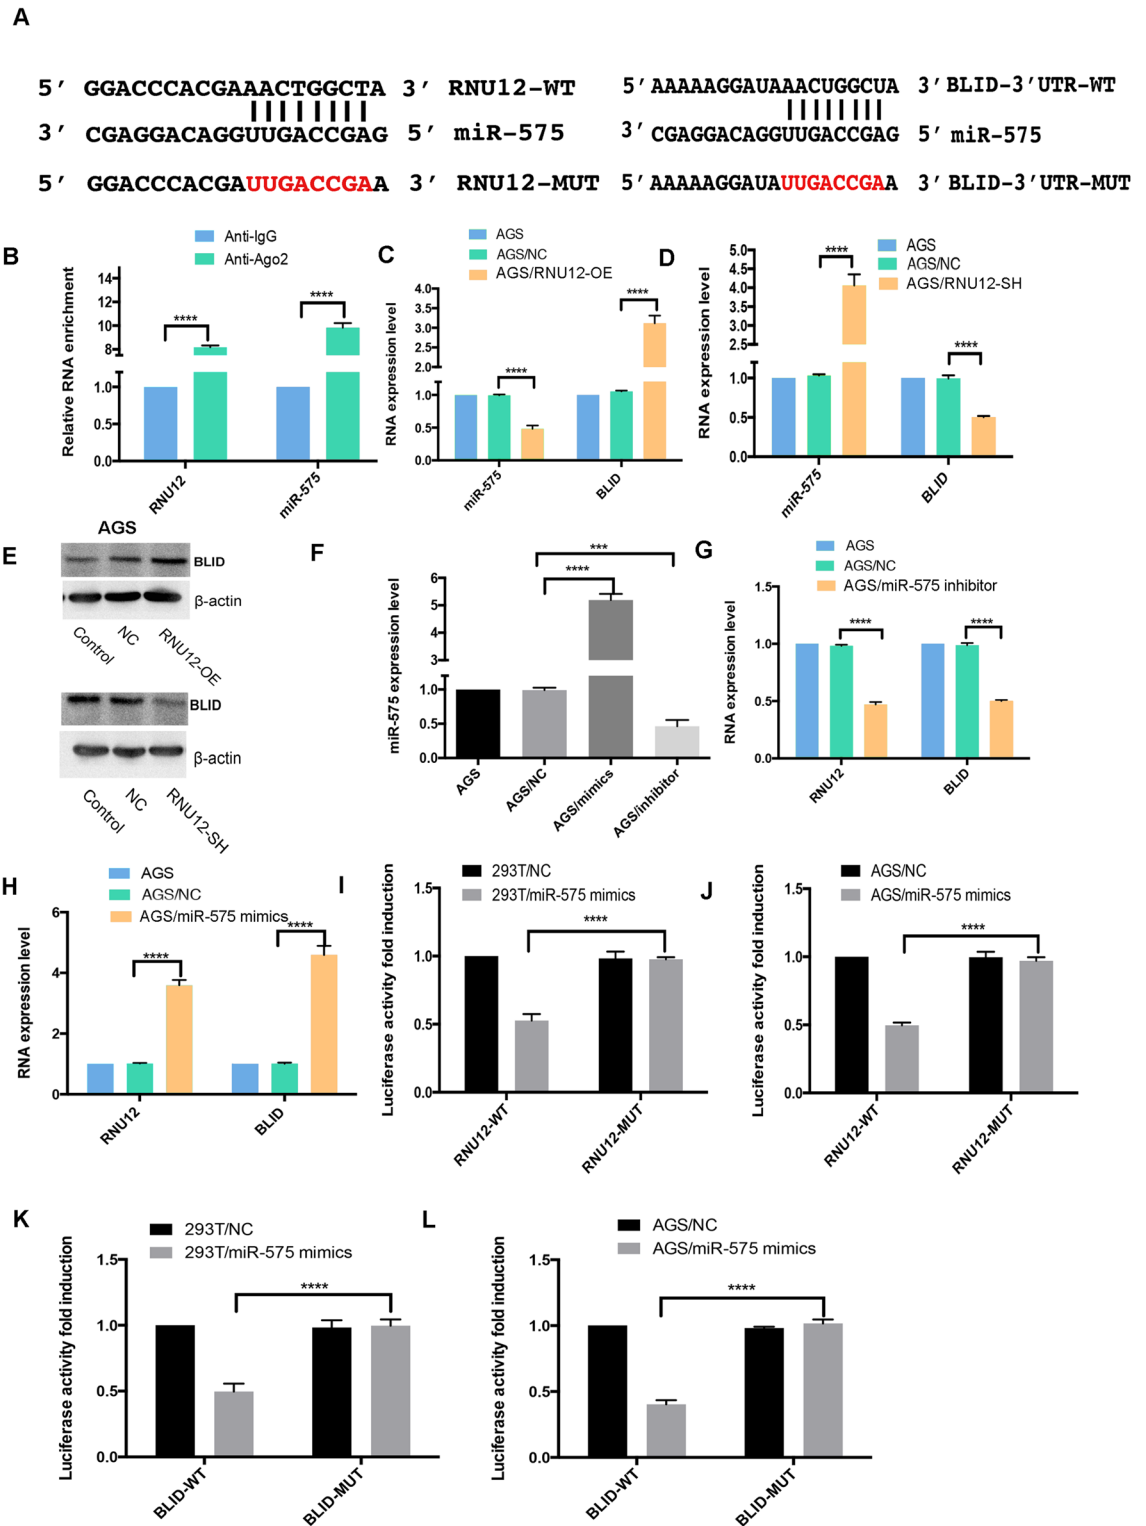 A
5′ GGACCCACGAAACTGGCTA 3′ RNU12-WT
3′ CGAGGACAGGUUGACCGAG 5′ miR-575
5′ GGACCCACGAUUGACCGAA 3′ RNU12-MUT
5′ AAAAAGGAUAAACUGGCUA 3′ BLID-3′UTR-WT
3′ CGAGGACAGGUUGACCGAG 5′ miR-575
5′ AAAAAGGAUAUUGACCGAA 3′ BLID-3′UTR-MUT
B
Anti-IgG
Anti-Ago2
Relative RNA enrichment
14
12
10
8
1.0
0.5
0.0
****
****
RNU12
miR-575
C
AGS
AGS/NC
AGS/RNU12-OE
RNA expression level
4.0
3.5
3.0
2.5
2.0
1.0
0.5
0.0
****
****
miR-575
BLID
D
AGS
AGS/NC
AGS/RNU12-SH
RNA expression level
5.0
4.5
4.0
3.5
3.0
2.5
1.0
0.5
0.0
****
****
miR-575
BLID
E
AGS
BLID
β-actin
Control
NC
RNU12-OE
BLID
β-actin
Control
NC
RNU12-SH
F
miR-575 expression level
6
5
4
3
1.0
0.5
0.0
***
****
AGS
AGS/NC
AGS/mimics
AGS/inhibitor
G
AGS
AGS/NC
AGS/miR-575 inhibitor
RNA expression level
1.5
1.0
0.5
0.0
****
****
RNU12
BLID
H
AGS
AGS/NC
AGS/miR-575 mimics
RNA expression level
6
4
2
0
****
****
RNU12
BLID
I
293T/NC
293T/miR-575 mimics
Luciferase activity fold induction
1.5
1.0
0.5
0.0
****
RNU12-WT
RNU12-MUT
J
AGS/NC
AGS/miR-575 mimics
Luciferase activity fold induction
1.5
1.0
0.5
0.0
****
RNU12-WT
RNU12-MUT
K
293T/NC
293T/miR-575 mimics
Luciferase activity fold induction
1.5
1.0
0.5
0.0
****
BLID-WT
BLID-MUT
L
AGS/NC
AGS/miR-575 mimics
Luciferase activity fold induction
1.5
1.0
0.5
0.0
****
BLID-WT
BLID-MUT